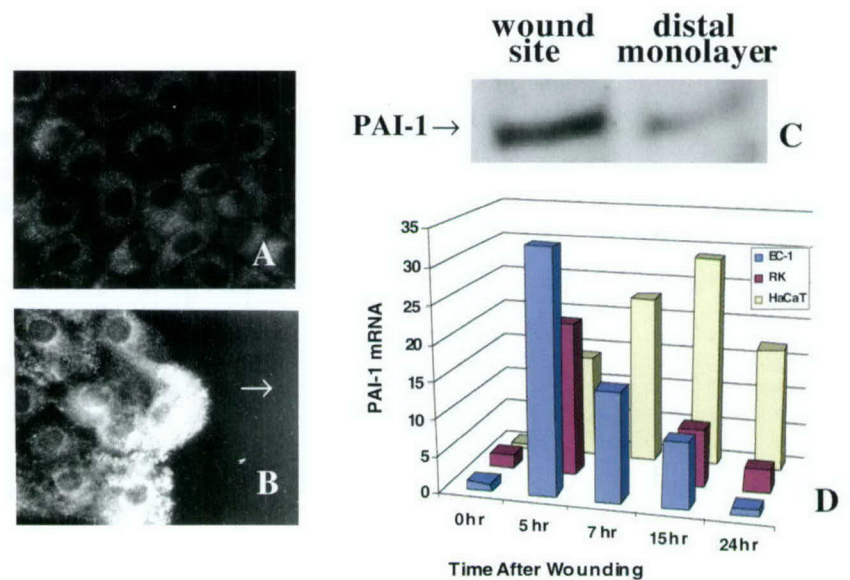 wound site
distal monolayer
PAI-1→
A
B
→
C
D
PAI-1 mRNA
35
30
25
20
15
10
5
0
EC-1
RK
HaCaT
0hr
5 hr
7 hr
15hr
24hr
Time After Wounding